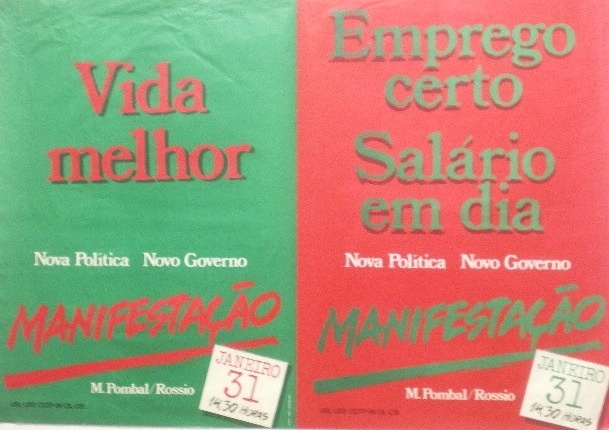 Vida
melhor
Nova Politica Novo Governo
MANIFESTAÇÃO
M. Pombal/Rossio
JANEIRO
31
14,30 HORAS
Emprego
certo
Salário
em dia
Nova Politica Novo Governo
MANIFESTAÇÃO
M. Pombal/Rossio
JANEIRO
31
14,30 HORAS